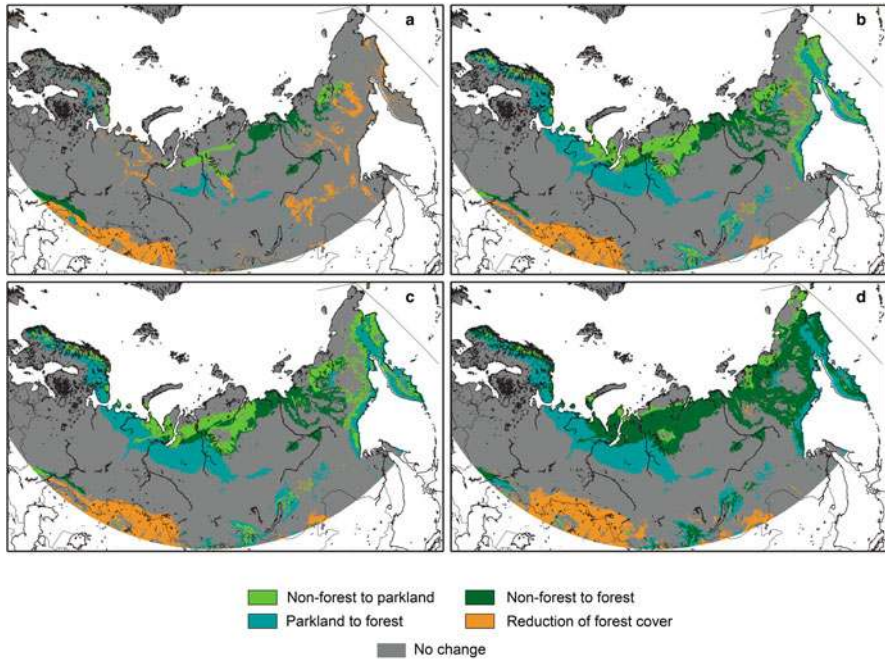 a
b
c
d
Non-forest to parkland
Non-forest to forest
Parkland to forest
Reduction of forest cover
No change